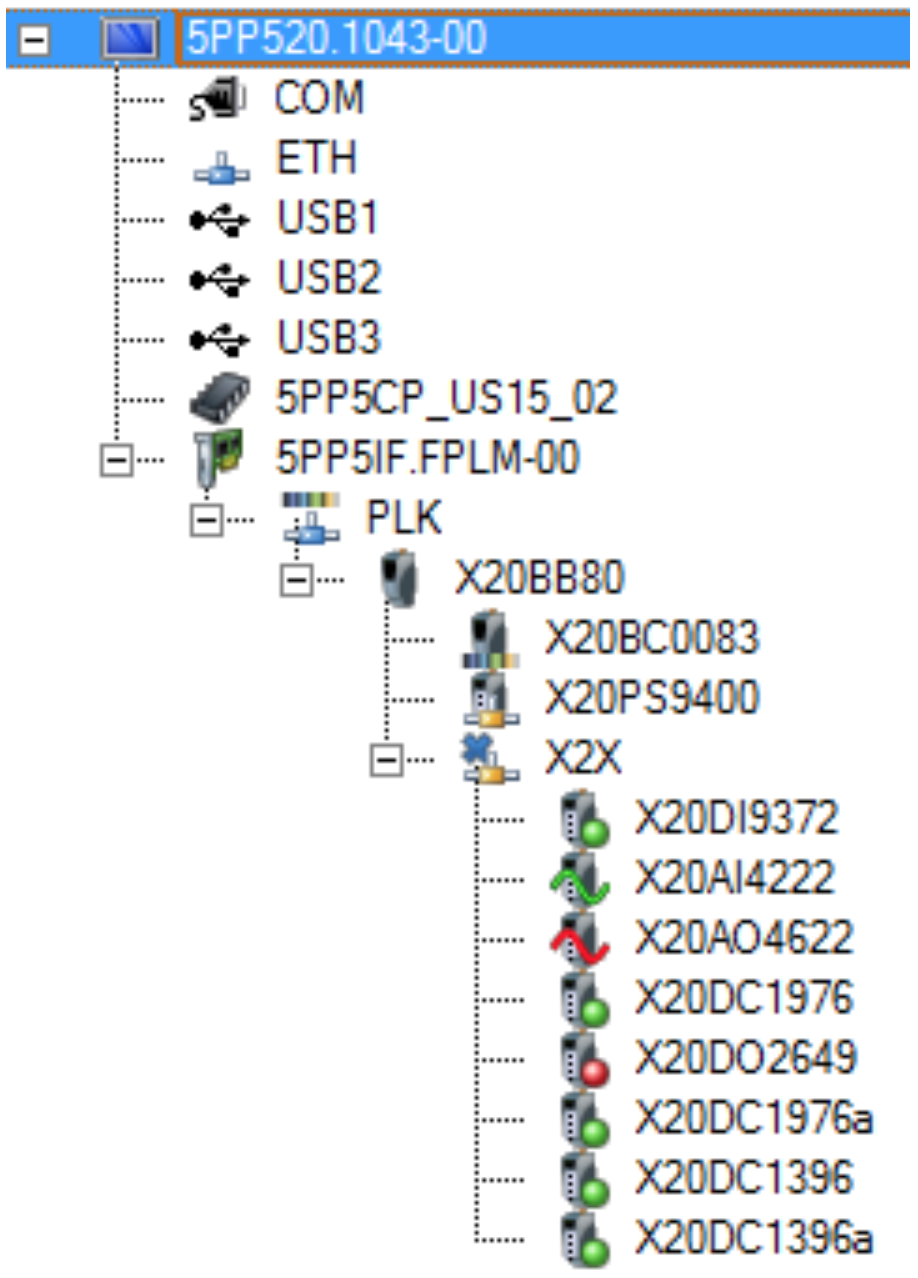 5PP520.1043-00
COM
ETH
USB1
USB2
USB3
5PP5CP_US15_02
5PP5IF.FPLM-00
PLK
X20BB80
X20BC0083
X20PS9400
X2X
X20DI9372
X20AI4222
X20AO4622
X20DC1976
X20DO2649
X20DC1976a
X20DC1396
X20DC1396a